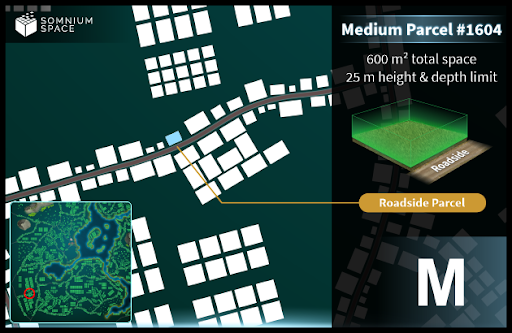 SOMNIUM
SPACE
Medium Parcel #1604
600 m² total space
25 m height & depth limit
Roadside
Roadside Parcel
M